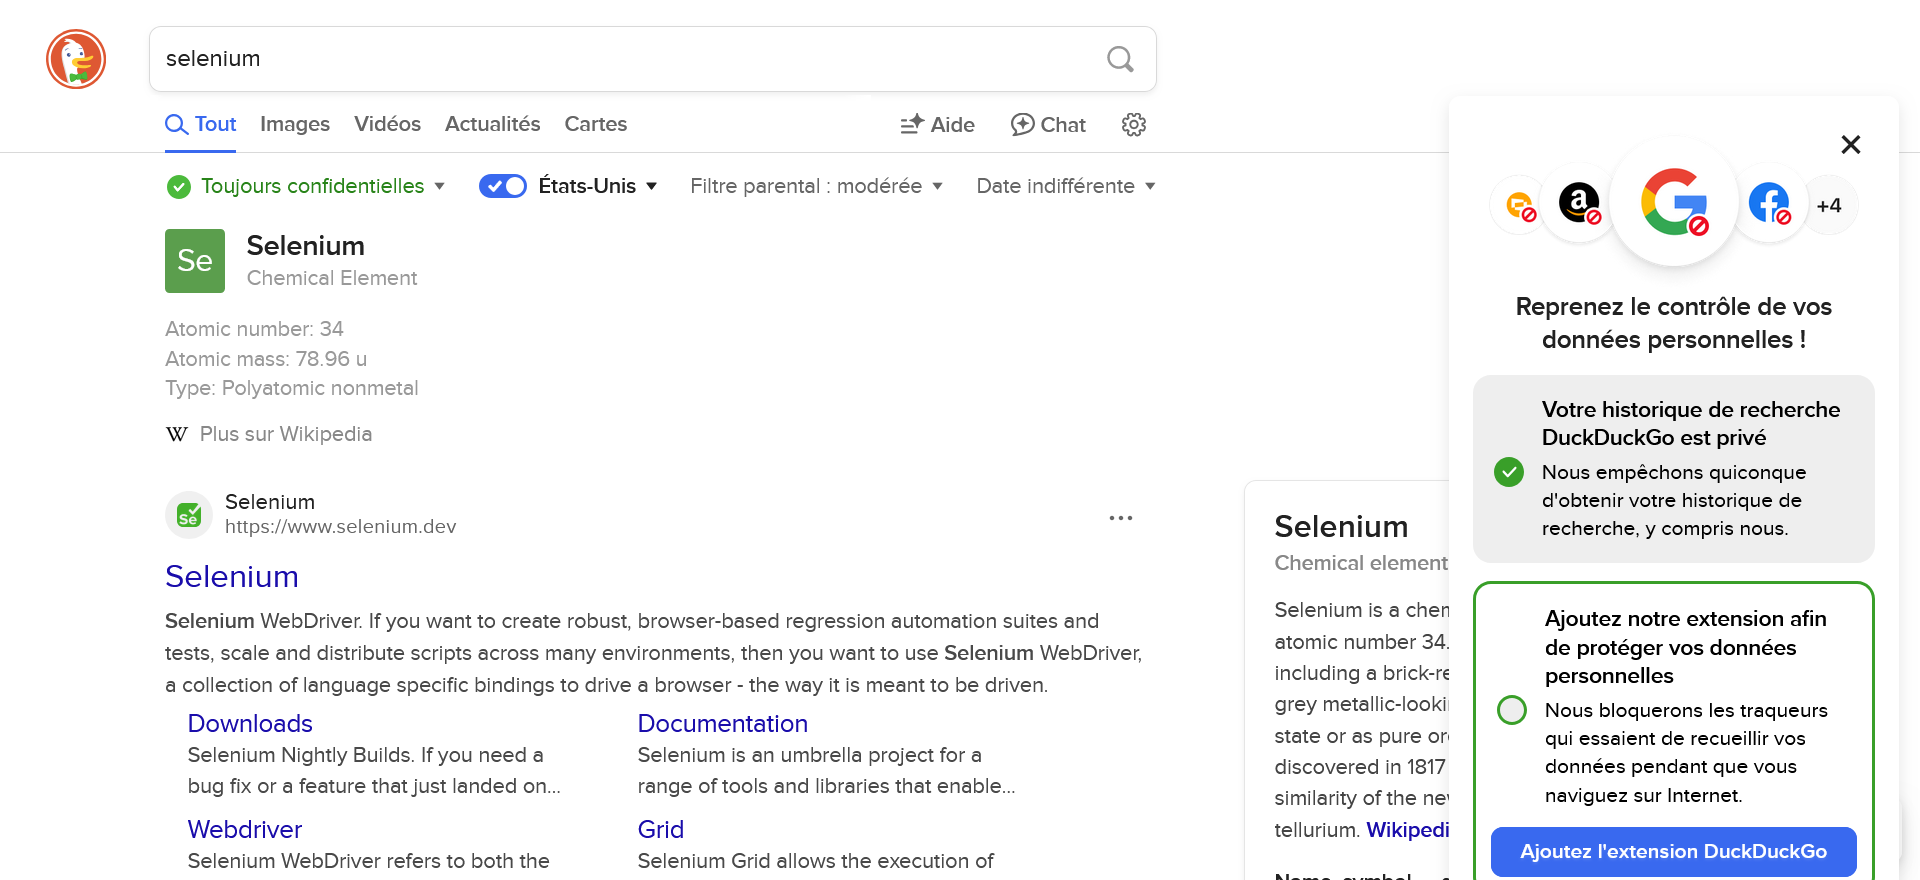 selenium
Tout Images Vidéos Actualités Cartes Aide Chat
Toujours confidentielles États-Unis Filtre parental : modérée Date indifférente
Se
Selenium
Chemical Element
Atomic number: 34
Atomic mass: 78.96 u
Type: Polyatomic nonmetal
W Plus sur Wikipedia
Se
Selenium
https://www.selenium.dev
Selenium
Selenium WebDriver. If you want to create robust, browser-based regression automation suites and
tests, scale and distribute scripts across many environments, then you want to use Selenium WebDriver,
a collection of language specific bindings to drive a browser - the way it is meant to be driven.
Downloads
Selenium Nightly Builds. If you need a
bug fix or a feature that just landed on...
Documentation
Selenium is an umbrella project for a
range of tools and libraries that enable...
Webdriver
Selenium WebDriver refers to both the
Grid
Selenium Grid allows the execution of
Selenium
Chemical element
Selenium is a chem
atomic number 34.
including a brick-re
grey metallic-looki
state or as pure or
discovered in 1817
similarity of the ne
tellurium. Wikipedi
a
+4
Reprenez le contrôle de vos
données personnelles !
Votre historique de recherche
DuckDuckGo est privé
Nous empêchons quiconque
d'obtenir votre historique de
recherche, y compris nous.
Ajoutez notre extension afin
de protéger vos données
personnelles
Nous bloquerons les traqueurs
qui essaient de recueillir vos
données pendant que vous
naviguez sur Internet.
Ajoutez l'extension DuckDuckGo